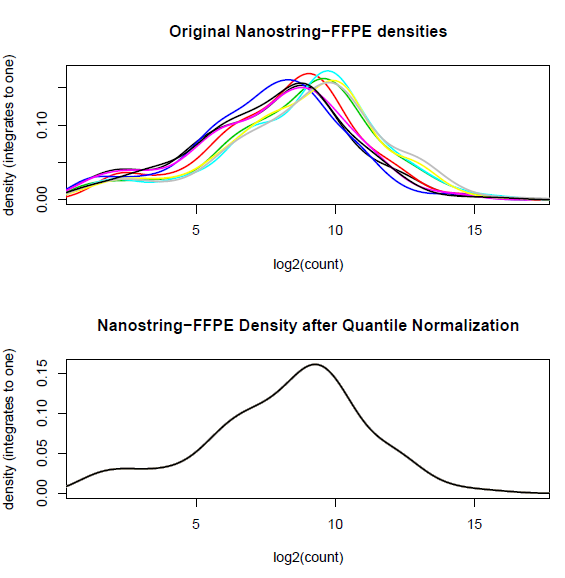 Original Nanostring−FFPE densities
density (integrates to one)
0.00
0.10
5
10
15
log2(count)
Nanostring−FFPE Density after Quantile Normalization
density (integrates to one)
0.00
0.05
0.10
0.15
5
10
15
log2(count)